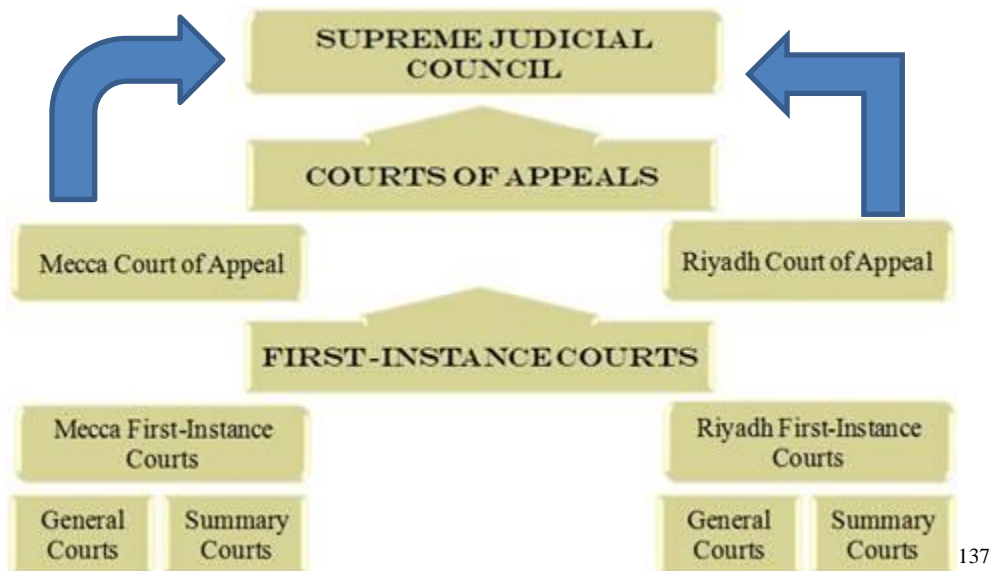 SUPREME JUDICIAL
COUNCIL
COURTS OF APPEALS
Mecca Court of Appeal
Riyadh Court of Appeal
FIRST-INSTANCE COURTS
Mecca First-Instance
Courts
Riyadh First-Instance
Courts
General
Courts
Summary
Courts
General
Courts
Summary
Courts
137